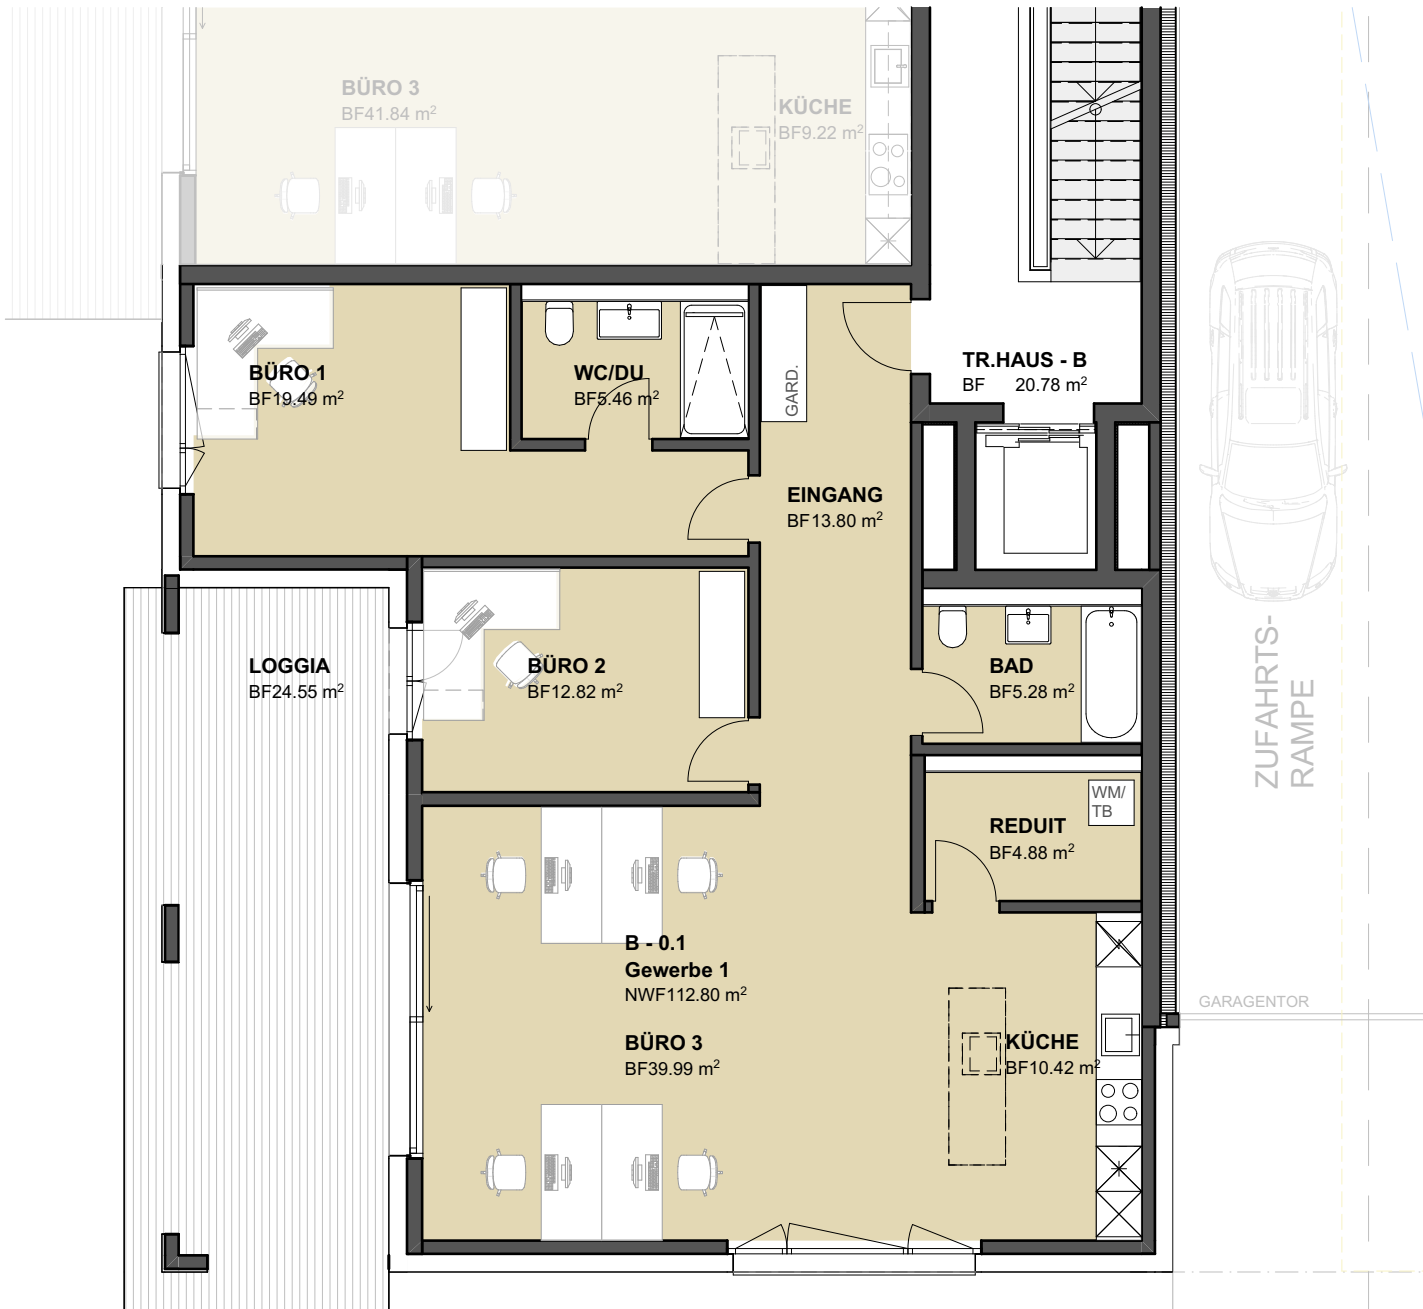 BÜRO 3
BF41.84 m²
KÜCHE
BF9.22 m²
BÜRO 1
BF19.49 m²
WC/DU
BF5.46 m²
GARD.
TR.HAUS - B
BF 20.78 m²
EINGANG
BF13.80 m²
LOGGIA
BF24.55 m²
BÜRO 2
BF12.82 m²
BAD
BF5.28 m²
ZUFAHRTS-
RAMPE
WM/
TB
REDUIT
BF4.88 m²
B - 0.1
Gewerbe 1
NWF112.80 m²
BÜRO 3
BF39.99 m²
KÜCHE
BF10.42 m²
GARAGENTOR